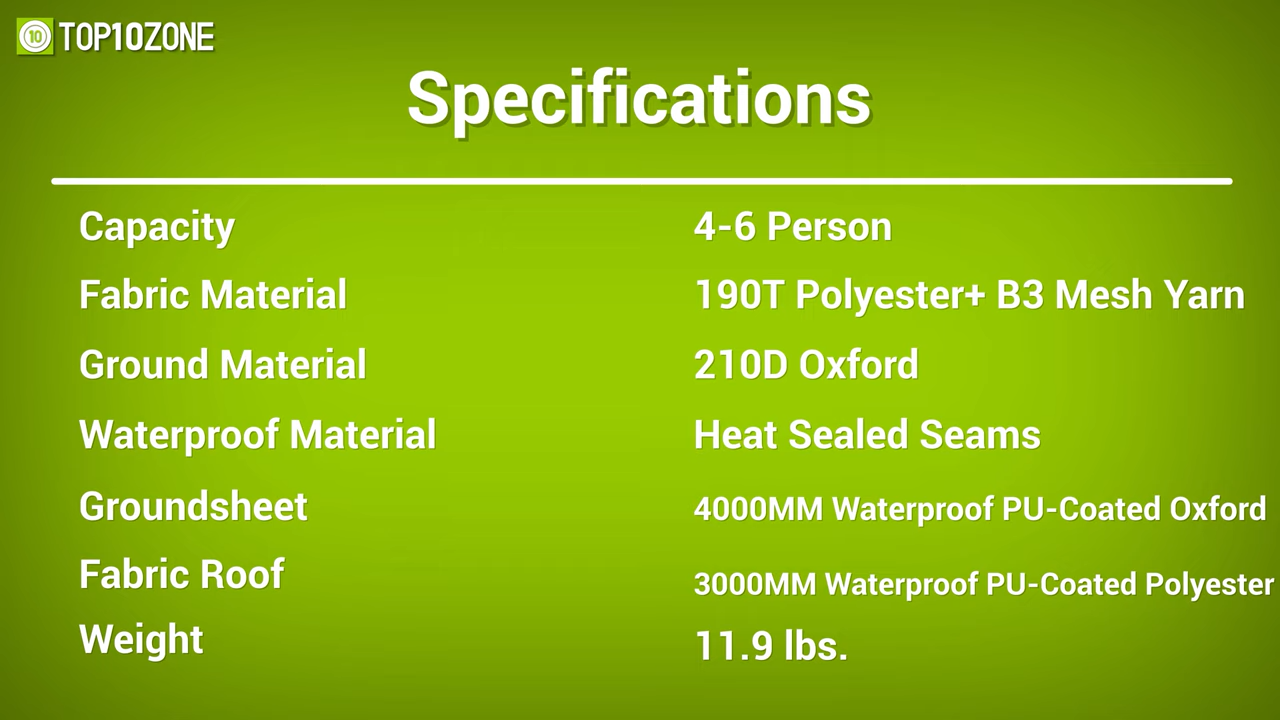 10 TOP10ZONE
Specifications
Capacity 4-6 Person
Fabric Material 190T Polyester+ B3 Mesh Yarn
Ground Material 210D Oxford
Waterproof Material Heat Sealed Seams
Groundsheet 4000MM Waterproof PU-Coated Oxford
Fabric Roof 3000MM Waterproof PU-Coated Polyester
Weight 11.9 lbs.